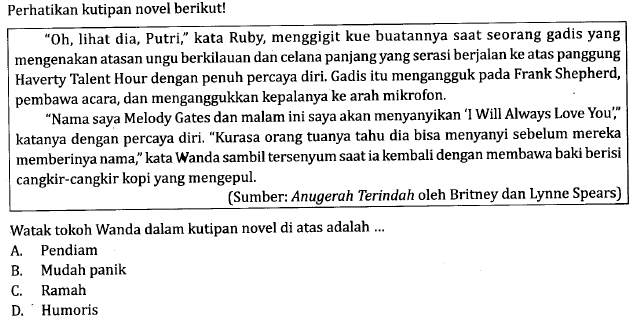 Perhatikan kutipan novel berikut!
"Oh, lihat dia, Putri," kata Ruby, menggigit kue buatannya saat seorang gadis yang
mengenakan atasan ungu berkilauan dan celana panjang yang serasi berjalan ke atas panggung
Haverty Talent Hour dengan penuh percaya diri. Gadis itu mengangguk pada Frank Shepherd,
pembawa acara, dan menganggukkan kepalanya ke arah mikrofon.
"Nama saya Melody Gates dan malam ini saya akan menyanyikan 'I Will Always Love You',"
katanya dengan percaya diri. "Kurasa orang tuanya tahu dia bisa menyanyi sebelum mereka
memberinya nama," kata Wanda sambil tersenyum saat ia kembali dengan membawa baki berisi
cangkir-cangkir kopi yang mengepul.
(Sumber: Anugerah Terindah oleh Britney dan Lynne Spears)
Watak tokoh Wanda dalam kutipan novel di atas adalah ...
A. Pendiam
B. Mudah panik
C. Ramah
D. Humoris